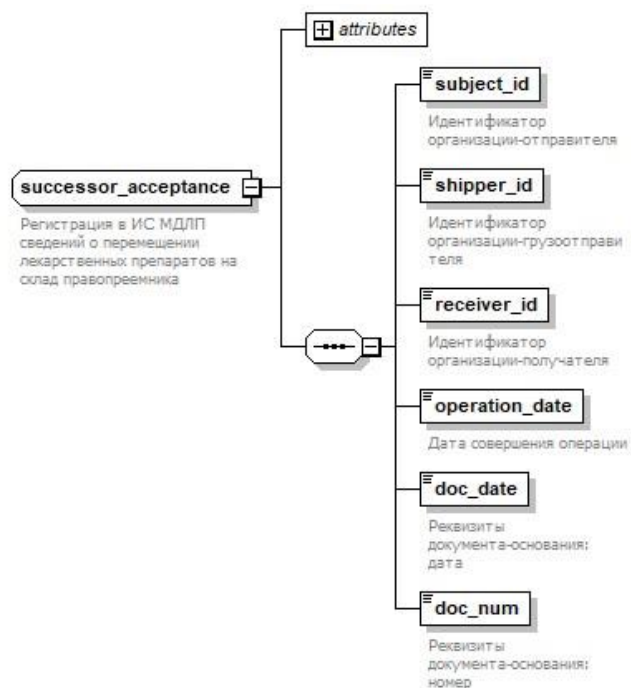 attributes
subject_id
Идентификатор
организации-отправителя
successor_acceptance
Регистрация в ИС МДЛП
сведений о перемещении
лекарственных препаратов на
склад правопреемника
shipper_id
Идентификатор
организации-грузоотправи
теля
receiver_id
Идентификатор
организации-получателя
operation_date
Дата совершения операции
doc_date
Реквизиты
документа-основания:
дата
doc_num
Реквизиты
документа-основания:
номер